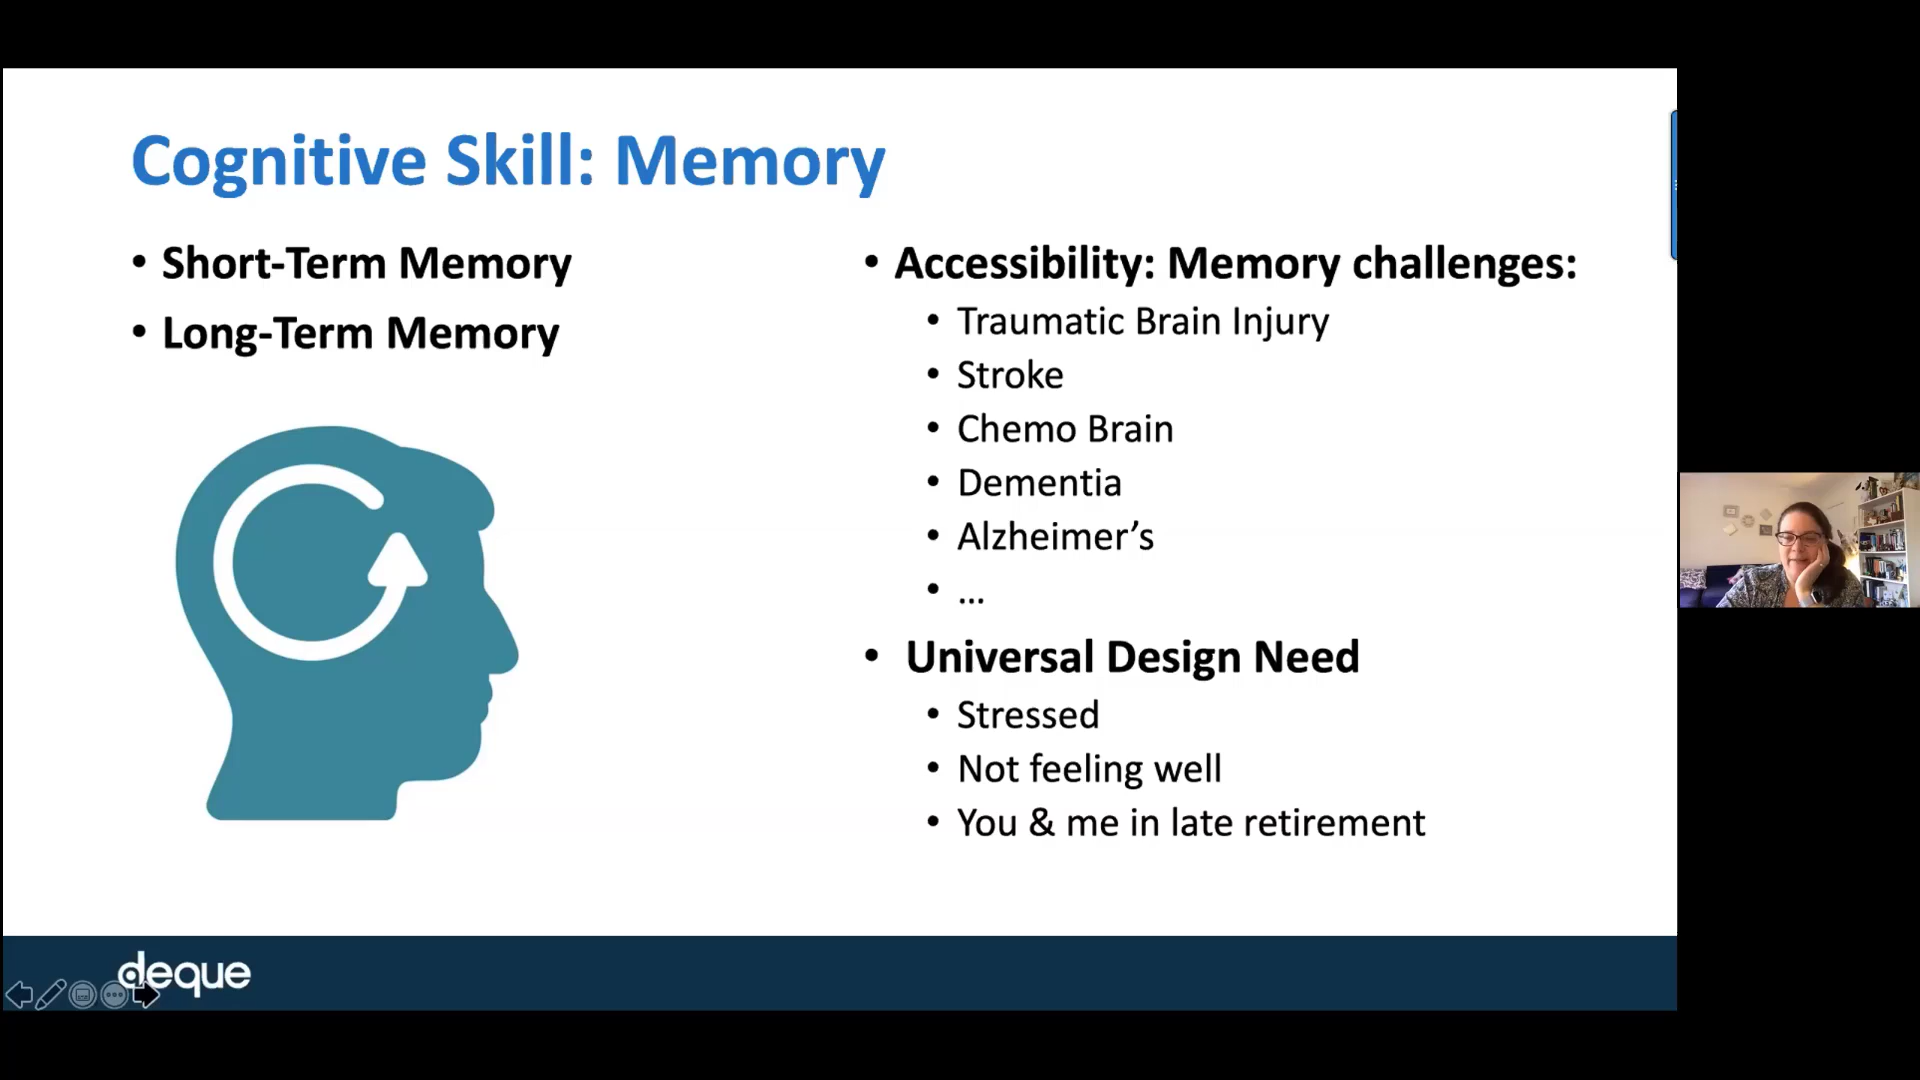 Cognitive Skill: Memory
• Short-Term Memory
• Long-Term Memory
• Accessibility: Memory challenges:
• Traumatic Brain Injury
• Stroke
• Chemo Brain
• Dementia
• Alzheimer’s
• ...
• Universal Design Need
• Stressed
• Not feeling well
• You & me in late retirement
deque